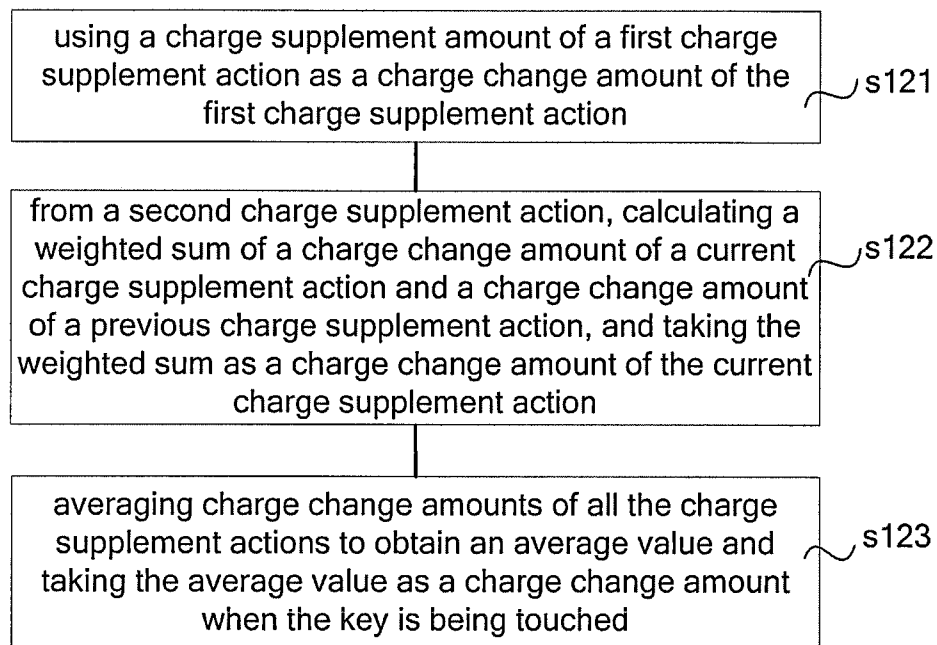 using a charge supplement amount of a first charge
supplement action as a charge change amount of the
first charge supplement action
s121
from a second charge supplement action, calculating a
weighted sum of a charge change amount of a current
charge supplement action and a charge change amount
of a previous charge supplement action, and taking the
weighted sum as a charge change amount of the current
charge supplement action
s122
averaging charge change amounts of all the charge
supplement actions to obtain an average value and
taking the average value as a charge change amount
when the key is being touched
s123